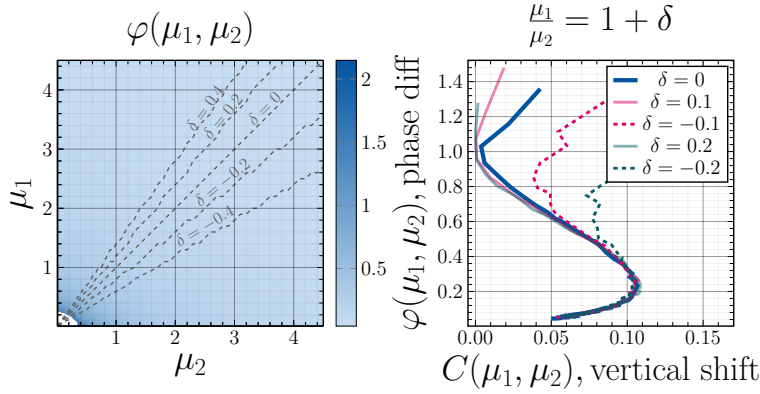 φ(μ₁, μ₂)
μ₁/μ₂ = 1 + δ
4
3
2
1
μ₁
1
2
3
4
μ₂
δ = 0.4
δ = 0.2
δ = 0
δ = −0.2
δ = −0.4
2
1.5
1
0.5
φ(μ₁, μ₂), phase diff
1.4
1.2
1.0
0.8
0.6
0.4
0.2
0.00
0.05
0.10
0.15
C(μ₁, μ₂), vertical shift
δ = 0
δ = 0.1
δ = −0.1
δ = 0.2
δ = −0.2